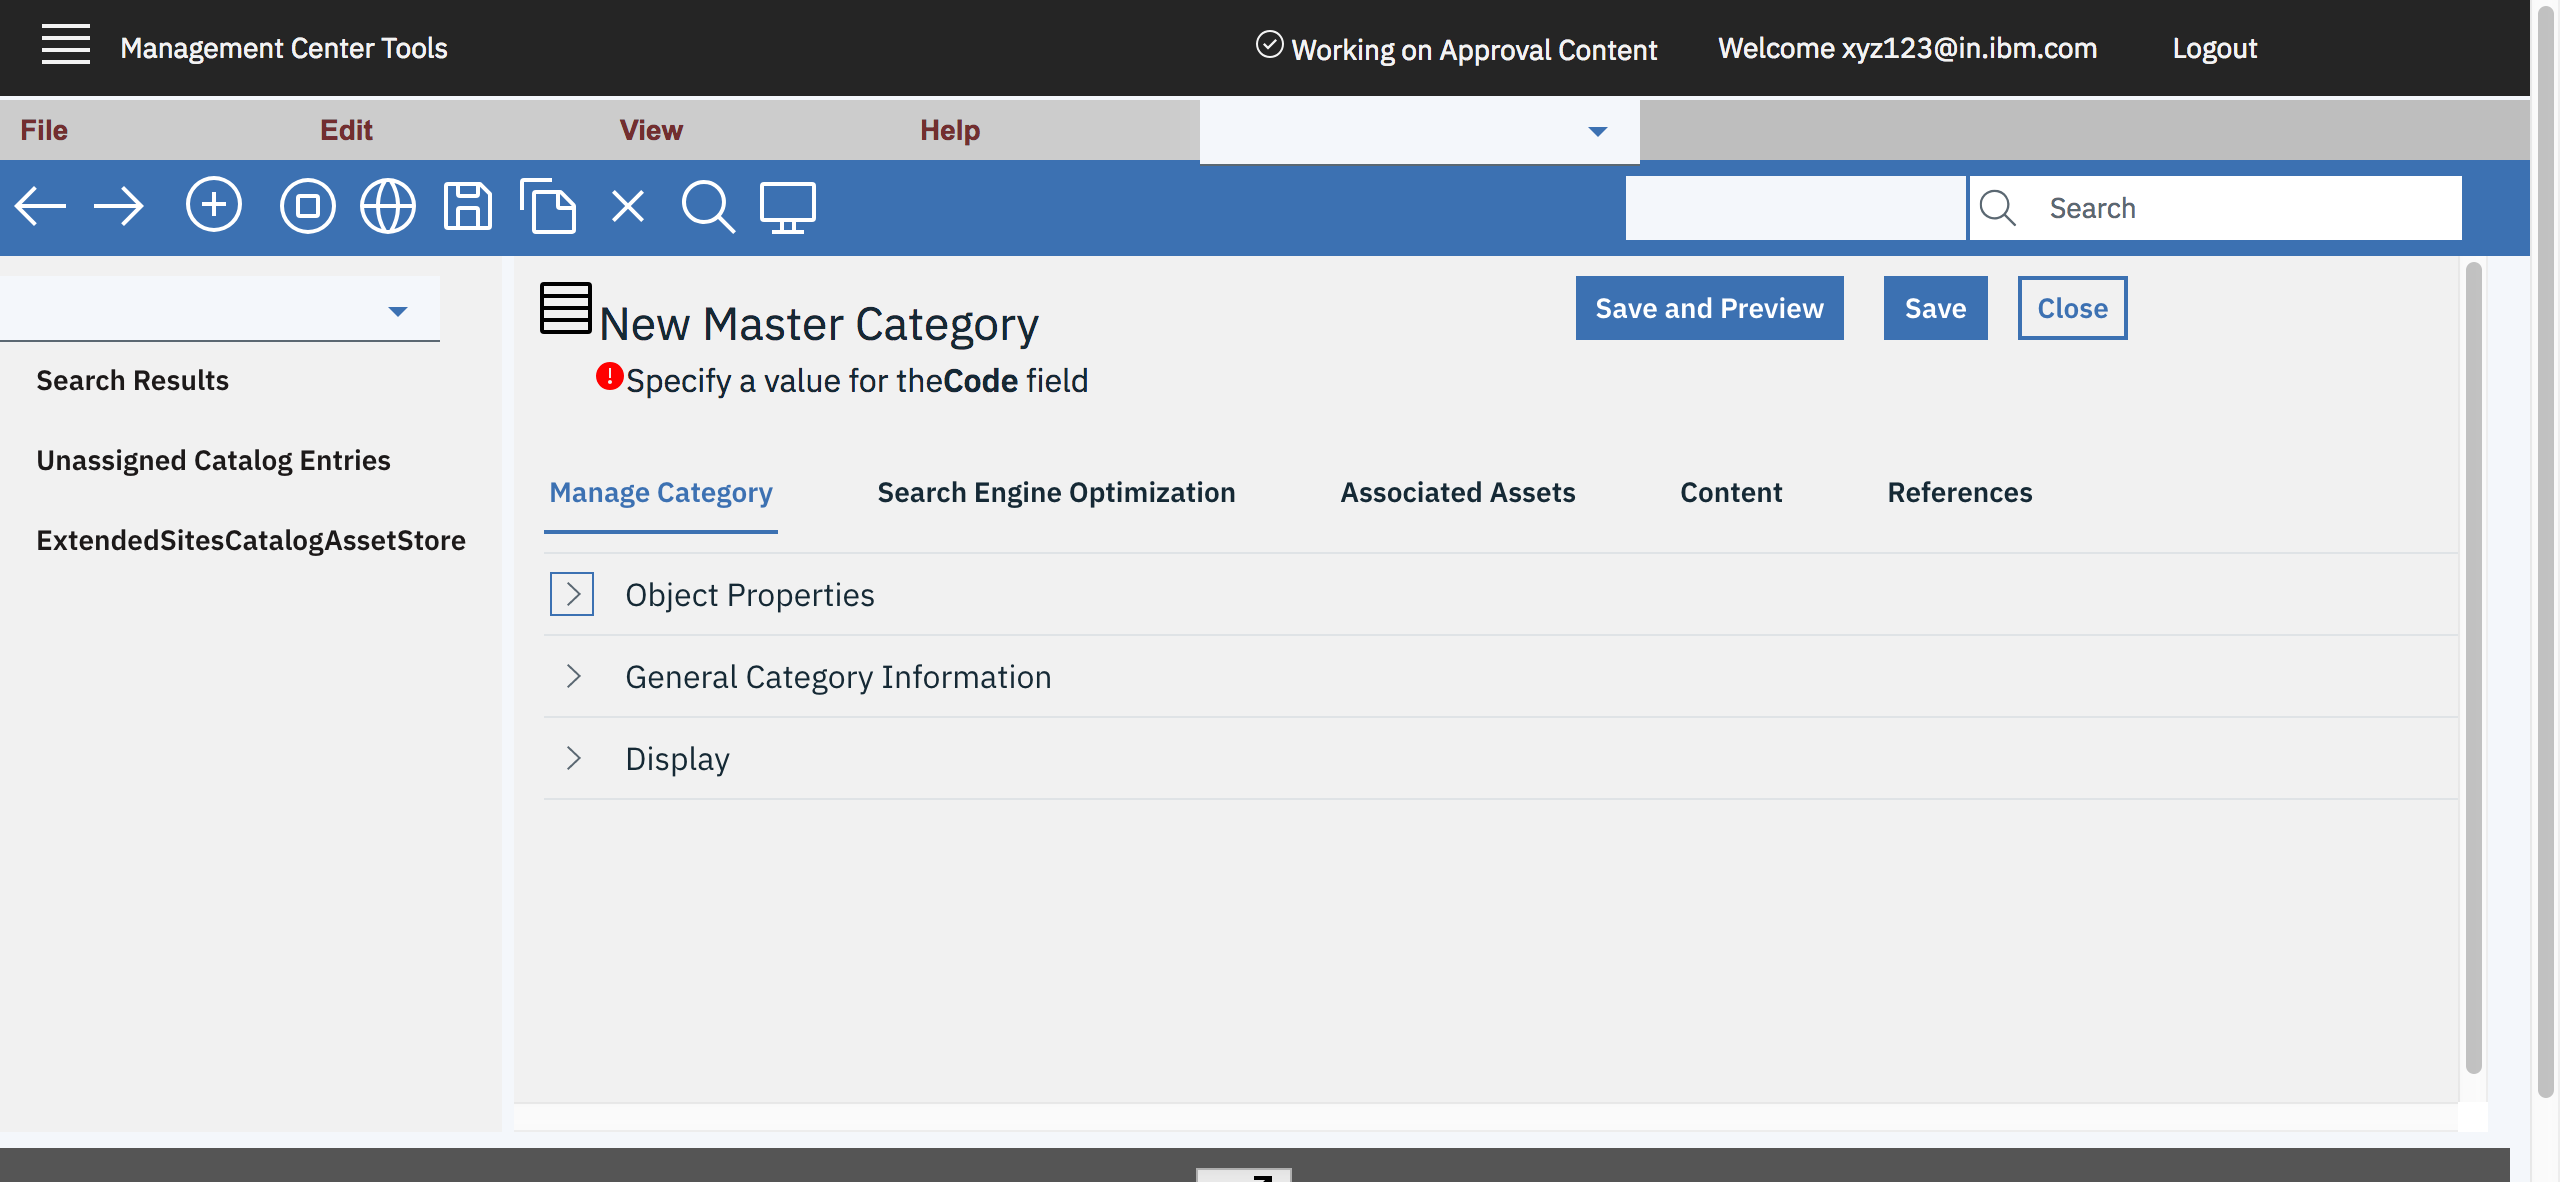 Management Center Tools
Working on Approval Content
Welcome xyz123@in.ibm.com
Logout
File
Edit
View
Help
Search
New Master Category
Save and Preview
Save
Close
Specify a value for theCode field
Search Results
Unassigned Catalog Entries
ExtendedSitesCatalogAssetStore
Manage Category
Search Engine Optimization
Associated Assets
Content
References
Object Properties
General Category Information
Display